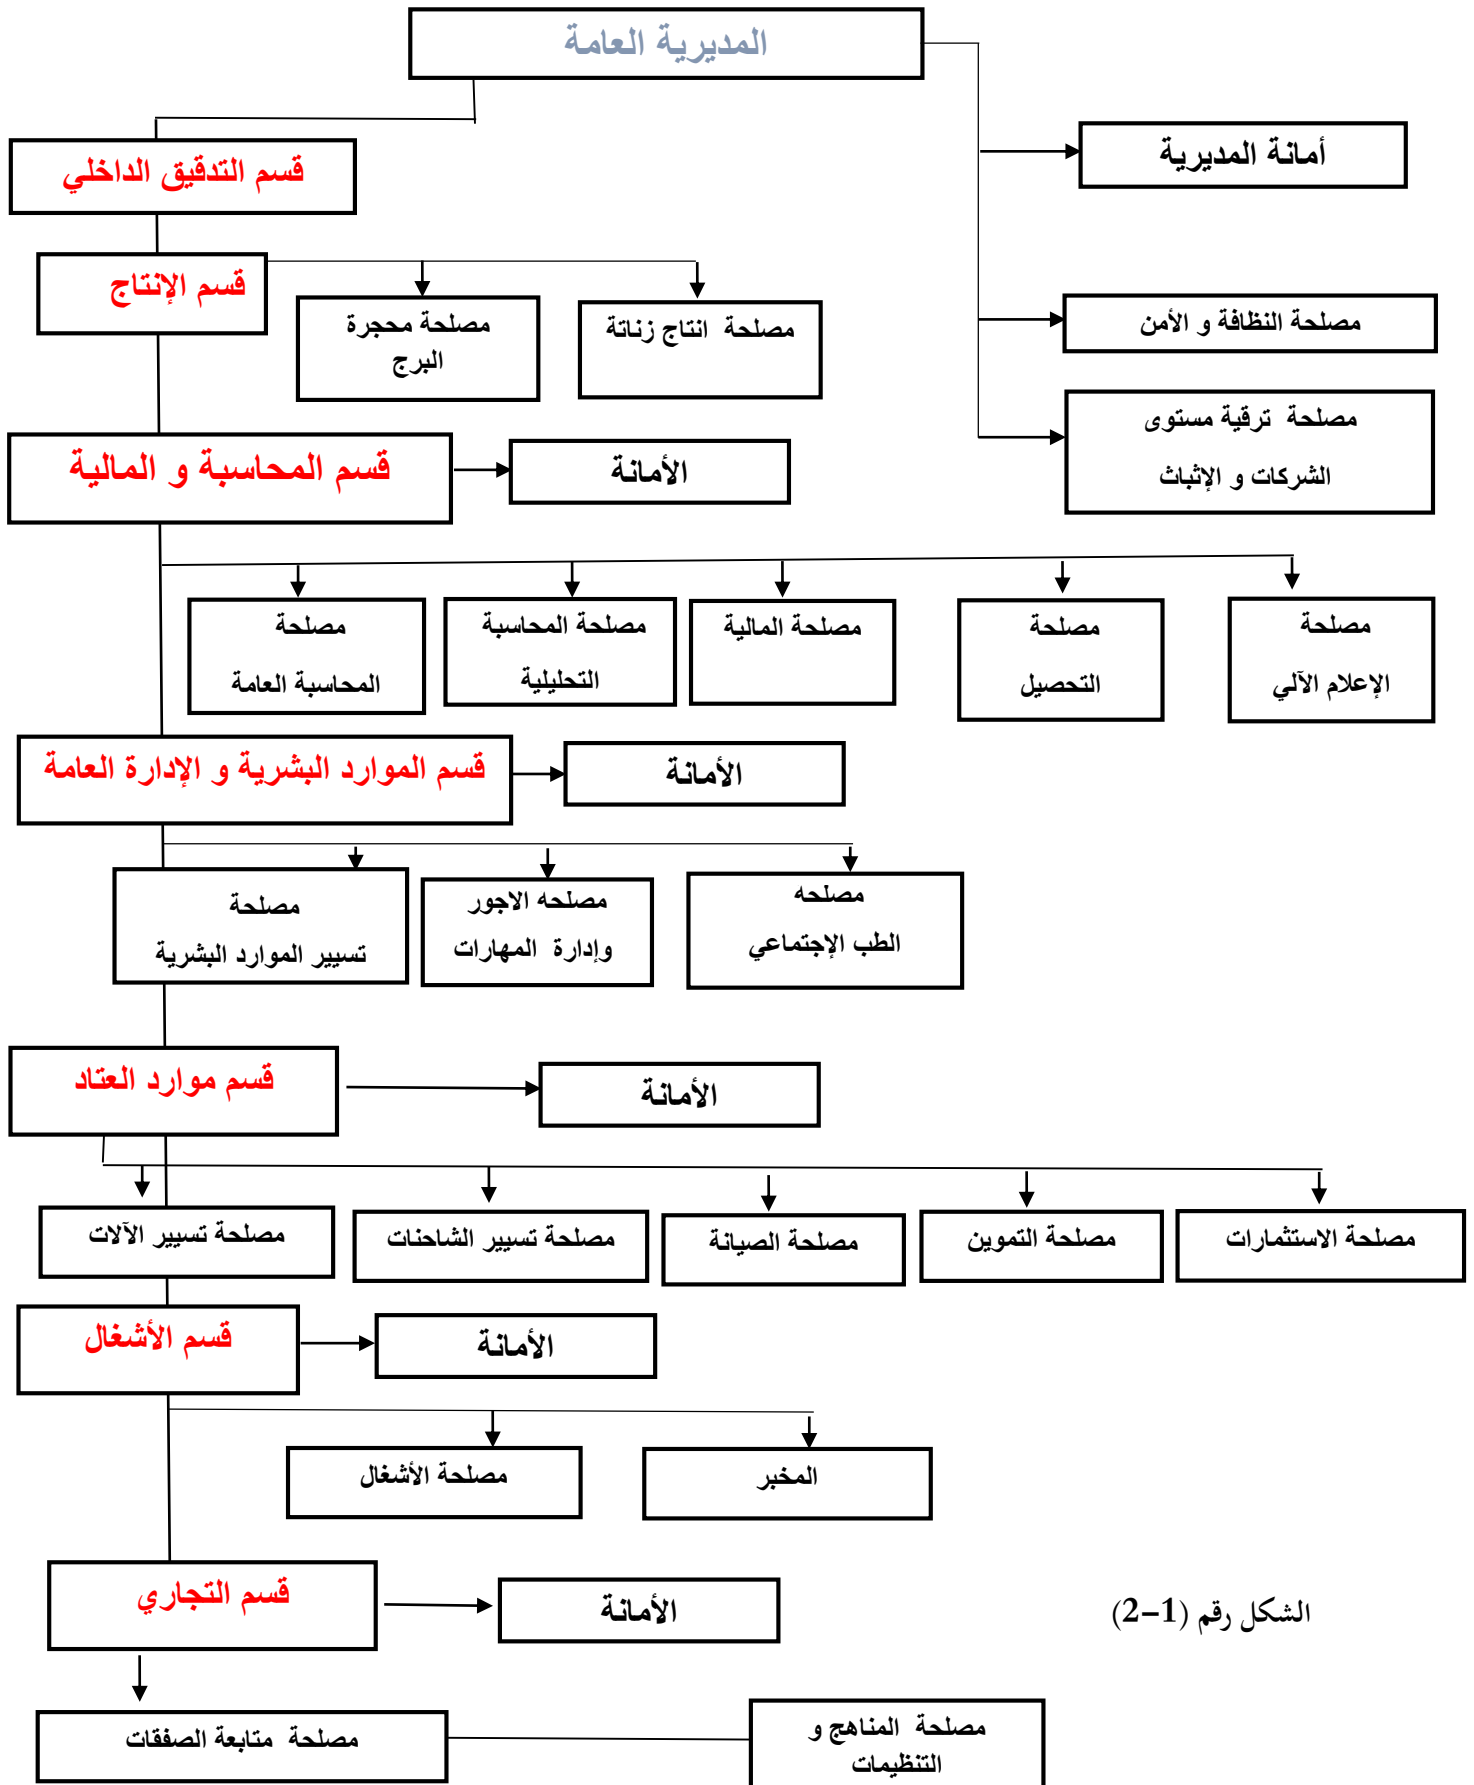 المديرية العامة
أمانة المديرية
قسم التدقيق الداخلي
قسم الإنتاج
مصلحة محجرة
البرج
مصلحة انتاج زناتة
مصلحة النظافة و الأمن
مصلحة ترقية مستوى
الشركات و الإثباث
قسم المحاسبة و المالية
الأمانة
مصلحة
المحاسبة العامة
مصلحة المحاسبة
التحليلية
مصلحة المالية
مصلحة
التحصيل
مصلحة
الإعلام الآلي
قسم الموارد البشرية و الإدارة العامة
الأمانة
مصلحة
تسيير الموارد البشرية
مصلحه الاجور
وإدارة المهارات
مصلحه
الطب الإجتماعي
قسم موارد العتاد
الأمانة
مصلحة تسيير الآلات
مصلحة تسيير الشاحنات
مصلحة الصيانة
مصلحة التموين
مصلحة الاستثمارات
قسم الأشغال
الأمانة
مصلحة الأشغال
المخبر
قسم التجاري
الأمانة
الشكل رقم (1-2)
مصلحة متابعة الصفقات
مصلحة المناهج و
التنظيمات